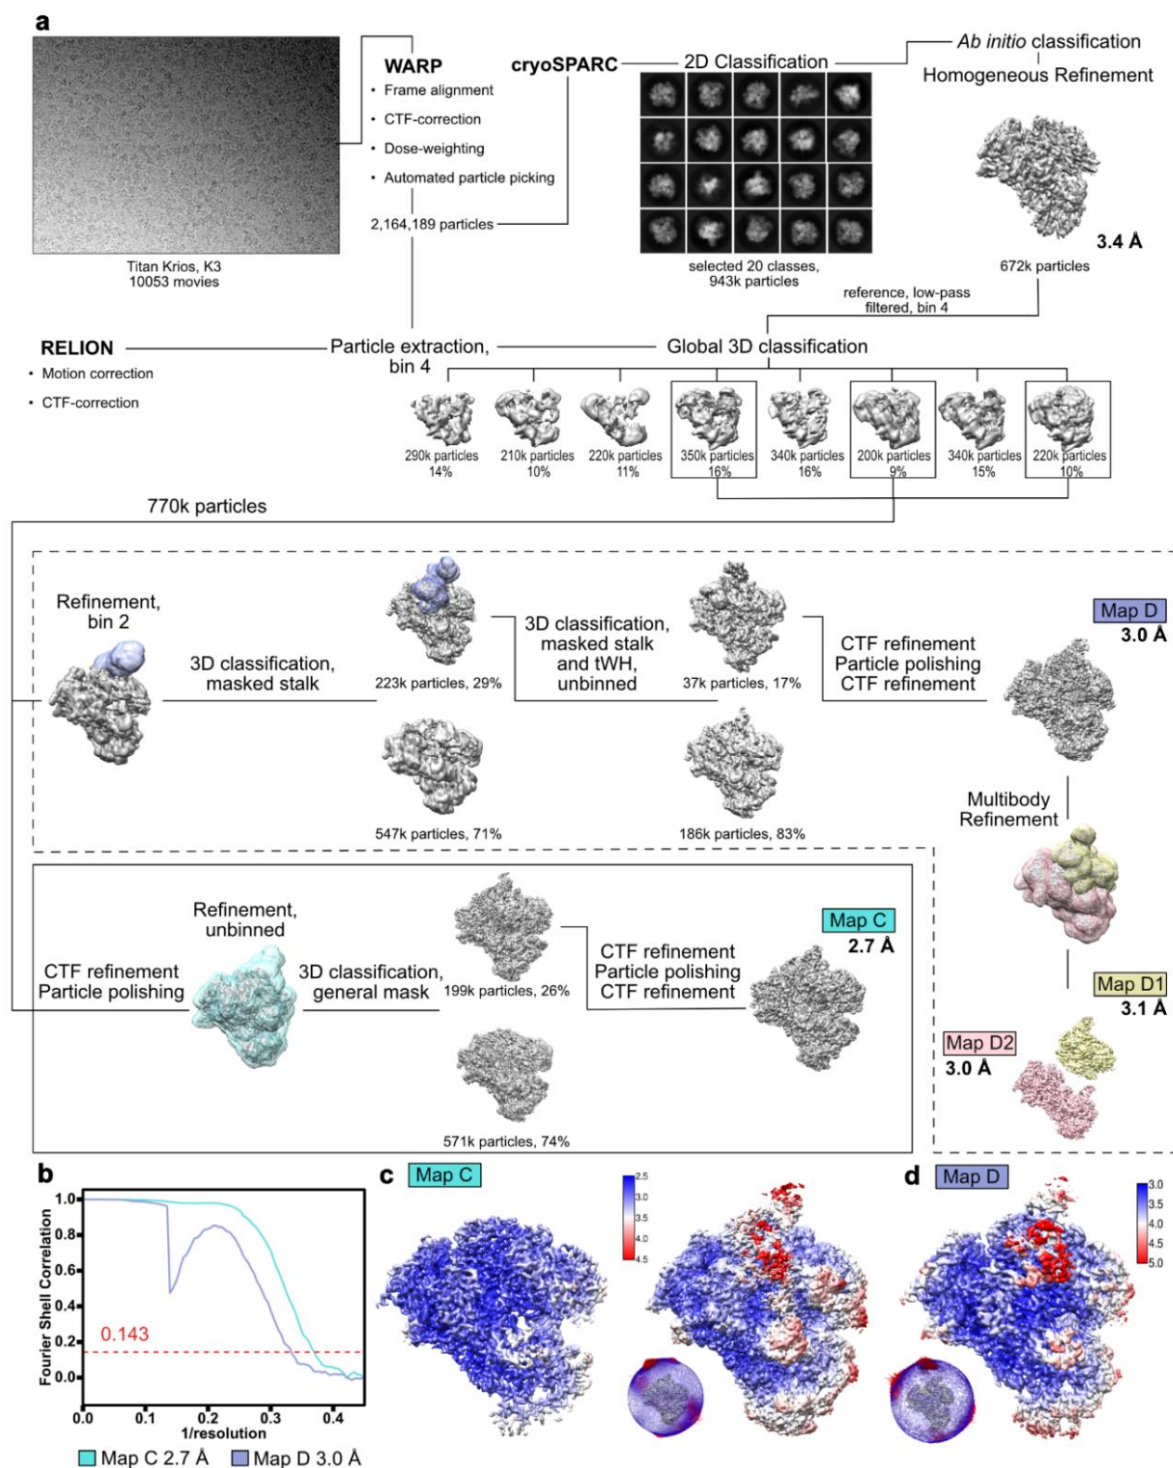 a
WARP
• Frame alignment
• CTF-correction
• Dose-weighting
• Automated particle picking
2,164,189 particles
Titan Krios, K3
10053 movies
cryoSPARC
2D Classification
selected 20 classes,
943k particles
Ab initio classification
Homogeneous Refinement
3.4 Å
672k particles
reference, low-pass
filtered, bin 4
RELION
• Motion correction
• CTF-correction
Particle extraction,
bin 4
Global 3D classification
290k particles
14%
210k particles
10%
220k particles
11%
350k particles
16%
340k particles
16%
200k particles
9%
340k particles
15%
220k particles
10%
770k particles
Refinement,
bin 2
3D classification,
masked stalk
223k particles, 29%
547k particles, 71%
3D classification,
masked stalk
and tWH,
unbinned
37k particles, 17%
186k particles, 83%
CTF refinement
Particle polishing
CTF refinement
Map D
3.0 Å
Multibody
Refinement
Map D1
3.1 Å
Map D2
3.0 Å
CTF refinement
Particle polishing
Refinement,
unbinned
3D classification,
general mask
199k particles, 26%
571k particles, 74%
CTF refinement
Particle polishing
CTF refinement
Map C
2.7 Å
b
Fourier Shell Correlation
1.0
0.8
0.6
0.4
0.2
0.0
0.143
0.0 0.1 0.2 0.3 0.4
1/resolution
Map C 2.7 Å Map D 3.0 Å
c
Map C
2.5
3.0
3.5
4.0
4.5
d
Map D
3.0
3.5
4.0
4.5
5.0